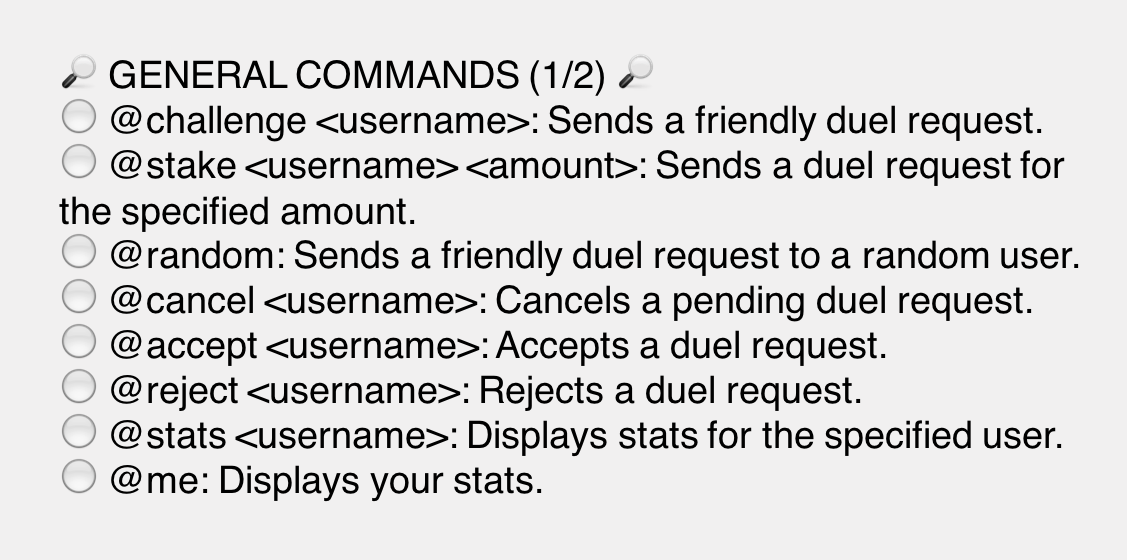 🔎 GENERAL COMMANDS (1/2) 🔎
⚪ @challenge <username>: Sends a friendly duel request.
⚪ @stake <username> <amount>: Sends a duel request for
the specified amount.
⚪ @random: Sends a friendly duel request to a random user.
⚪ @cancel <username>: Cancels a pending duel request.
⚪ @accept <username>: Accepts a duel request.
⚪ @reject <username>: Rejects a duel request.
⚪ @stats <username>: Displays stats for the specified user.
⚪ @me: Displays your stats.